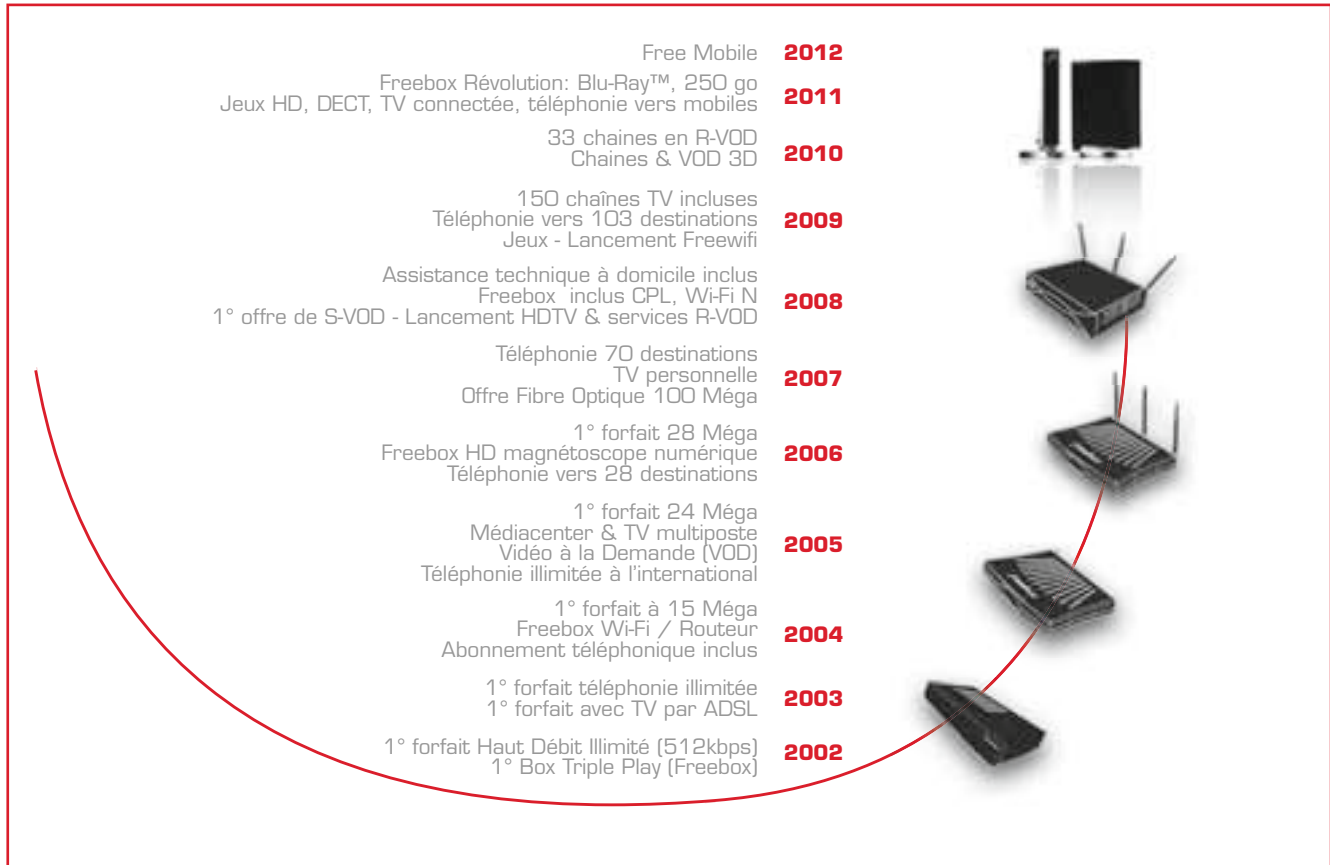 Free Mobile 2012
Freebox Révolution: Blu-Ray™, 250 go
Jeux HD, DECT, TV connectée, téléphonie vers mobiles 2011
33 chaines en R-VOD
Chaines & VOD 3D 2010
150 chaînes TV incluses
Téléphonie vers 103 destinations 2009
Jeux - Lancement Freewifi
Assistance technique à domicile inclus
Freebox inclus CPL, Wi-Fi N 2008
1° offre de S-VOD - Lancement HDTV & services R-VOD
Téléphonie 70 destinations
TV personnelle 2007
Offre Fibre Optique 100 Méga
1° forfait 28 Méga
Freebox HD magnétoscope numérique 2006
Téléphonie vers 28 destinations
1° forfait 24 Méga
Médiacenter & TV multiposte 2005
Vidéo à la Demande (VOD)
Téléphonie illimitée à l'international
1° forfait à 15 Méga
Freebox Wi-Fi / Routeur 2004
Abonnement téléphonique inclus
1° forfait téléphonie illimitée 2003
1° forfait avec TV par ADSL
1° forfait Haut Débit Illimité (512kbps) 2002
1° Box Triple Play (Freebox)